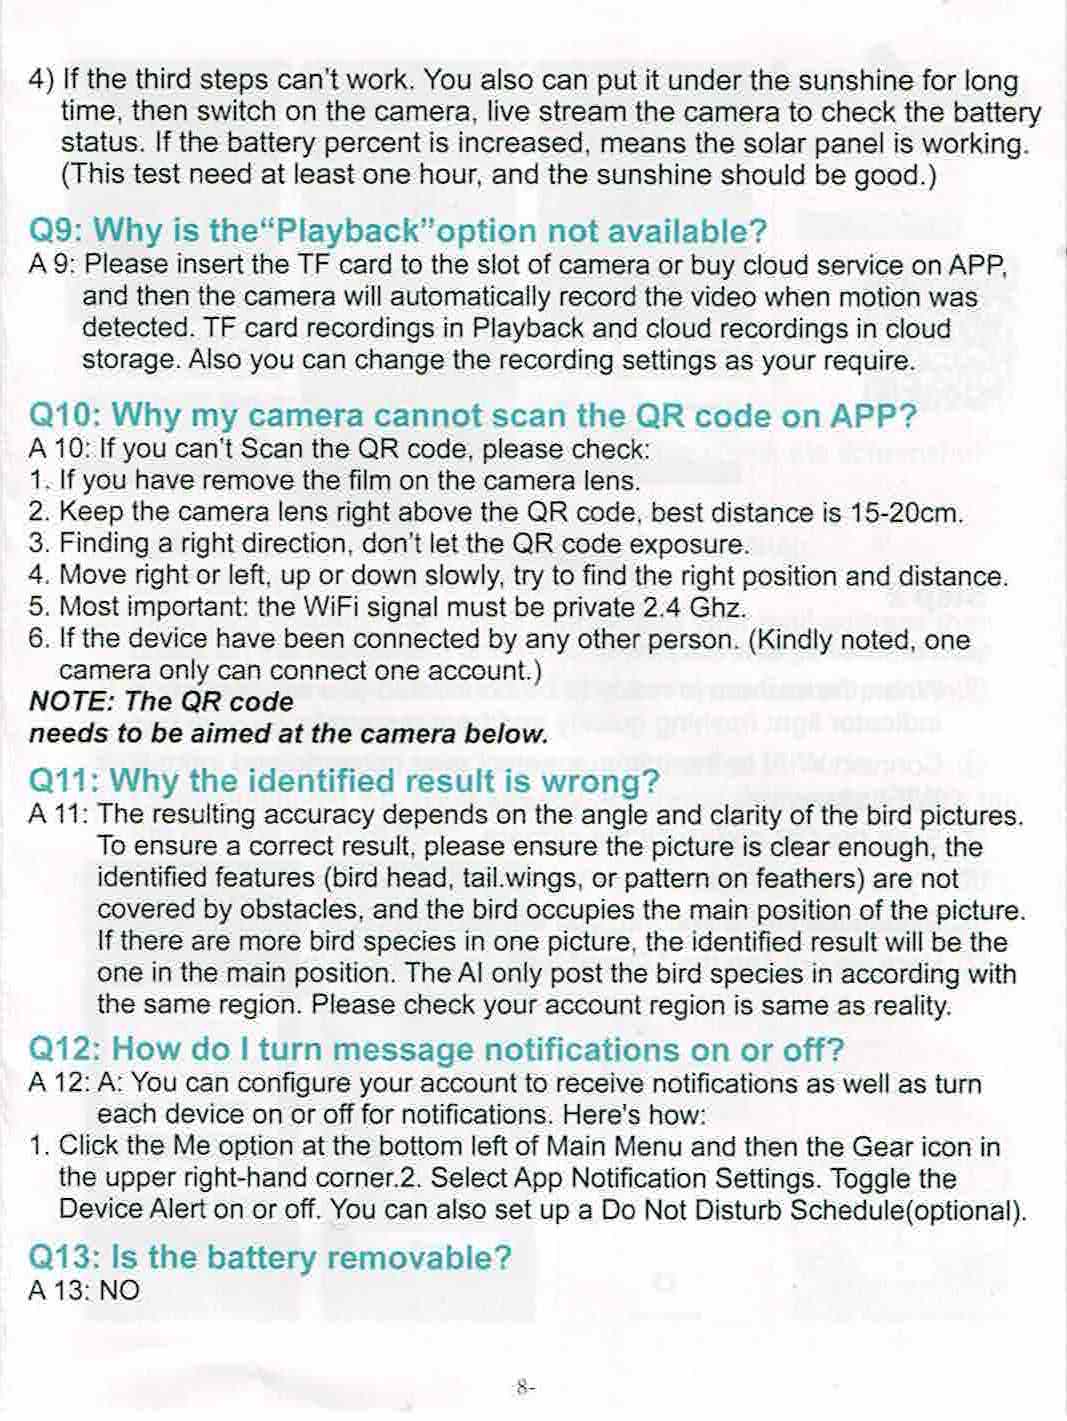 4) If the third steps can't work. You also can put it under the sunshine for long
time, then switch on the camera, live stream the camera to check the battery
status. If the battery percent is increased, means the solar panel is working.
(This test need at least one hour, and the sunshine should be good.)
Q9: Why is the“Playback”option not available?
A 9: Please insert the TF card to the slot of camera or buy cloud service on APP,
and then the camera will automatically record the video when motion was
detected. TF card recordings in Playback and cloud recordings in cloud
storage. Also you can change the recording settings as your require.
Q10: Why my camera cannot scan the QR code on APP?
A 10: If you can't Scan the QR code, please check:
1. If you have remove the film on the camera lens.
2. Keep the camera lens right above the QR code, best distance is 15-20cm.
3. Finding a right direction, don't let the QR code exposure.
4. Move right or left, up or down slowly, try to find the right position and distance.
5. Most important: the WiFi signal must be private 2.4 Ghz.
6. If the device have been connected by any other person. (Kindly noted, one
camera only can connect one account.)
NOTE: The QR code
needs to be aimed at the camera below.
Q11: Why the identified result is wrong?
A 11: The resulting accuracy depends on the angle and clarity of the bird pictures.
To ensure a correct result, please ensure the picture is clear enough, the
identified features (bird head, tail.wings, or pattern on feathers) are not
covered by obstacles, and the bird occupies the main position of the picture.
If there are more bird species in one picture, the identified result will be the
one in the main position. The AI only post the bird species in according with
the same region. Please check your account region is same as reality.
Q12: How do I turn message notifications on or off?
A 12: A: You can configure your account to receive notifications as well as turn
each device on or off for notifications. Here's how:
1. Click the Me option at the bottom left of Main Menu and then the Gear icon in
the upper right-hand corner.2. Select App Notification Settings. Toggle the
Device Alert on or off. You can also set up a Do Not Disturb Schedule(optional).
Q13: Is the battery removable?
A 13: NO
-8-